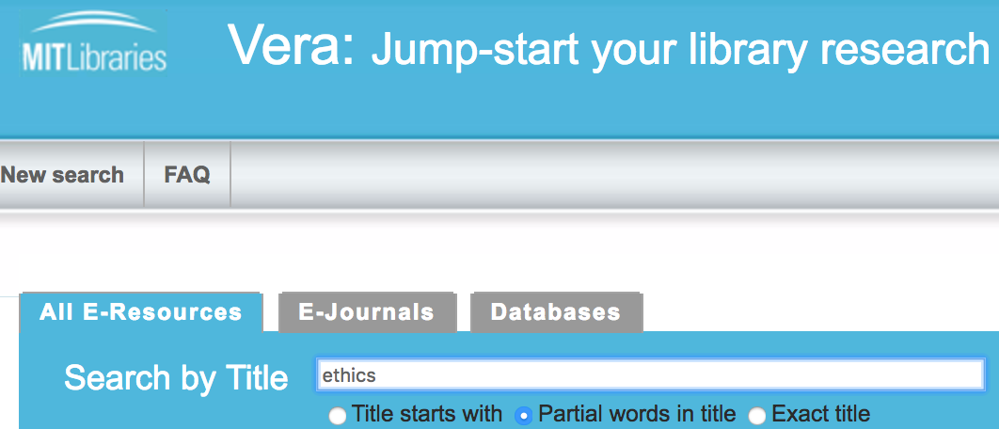 MITLibraries
Vera: Jump-start your library research
New search
FAQ
All E-Resources
E-Journals
Databases
Search by Title
ethics
Title starts with
Partial words in title
Exact title